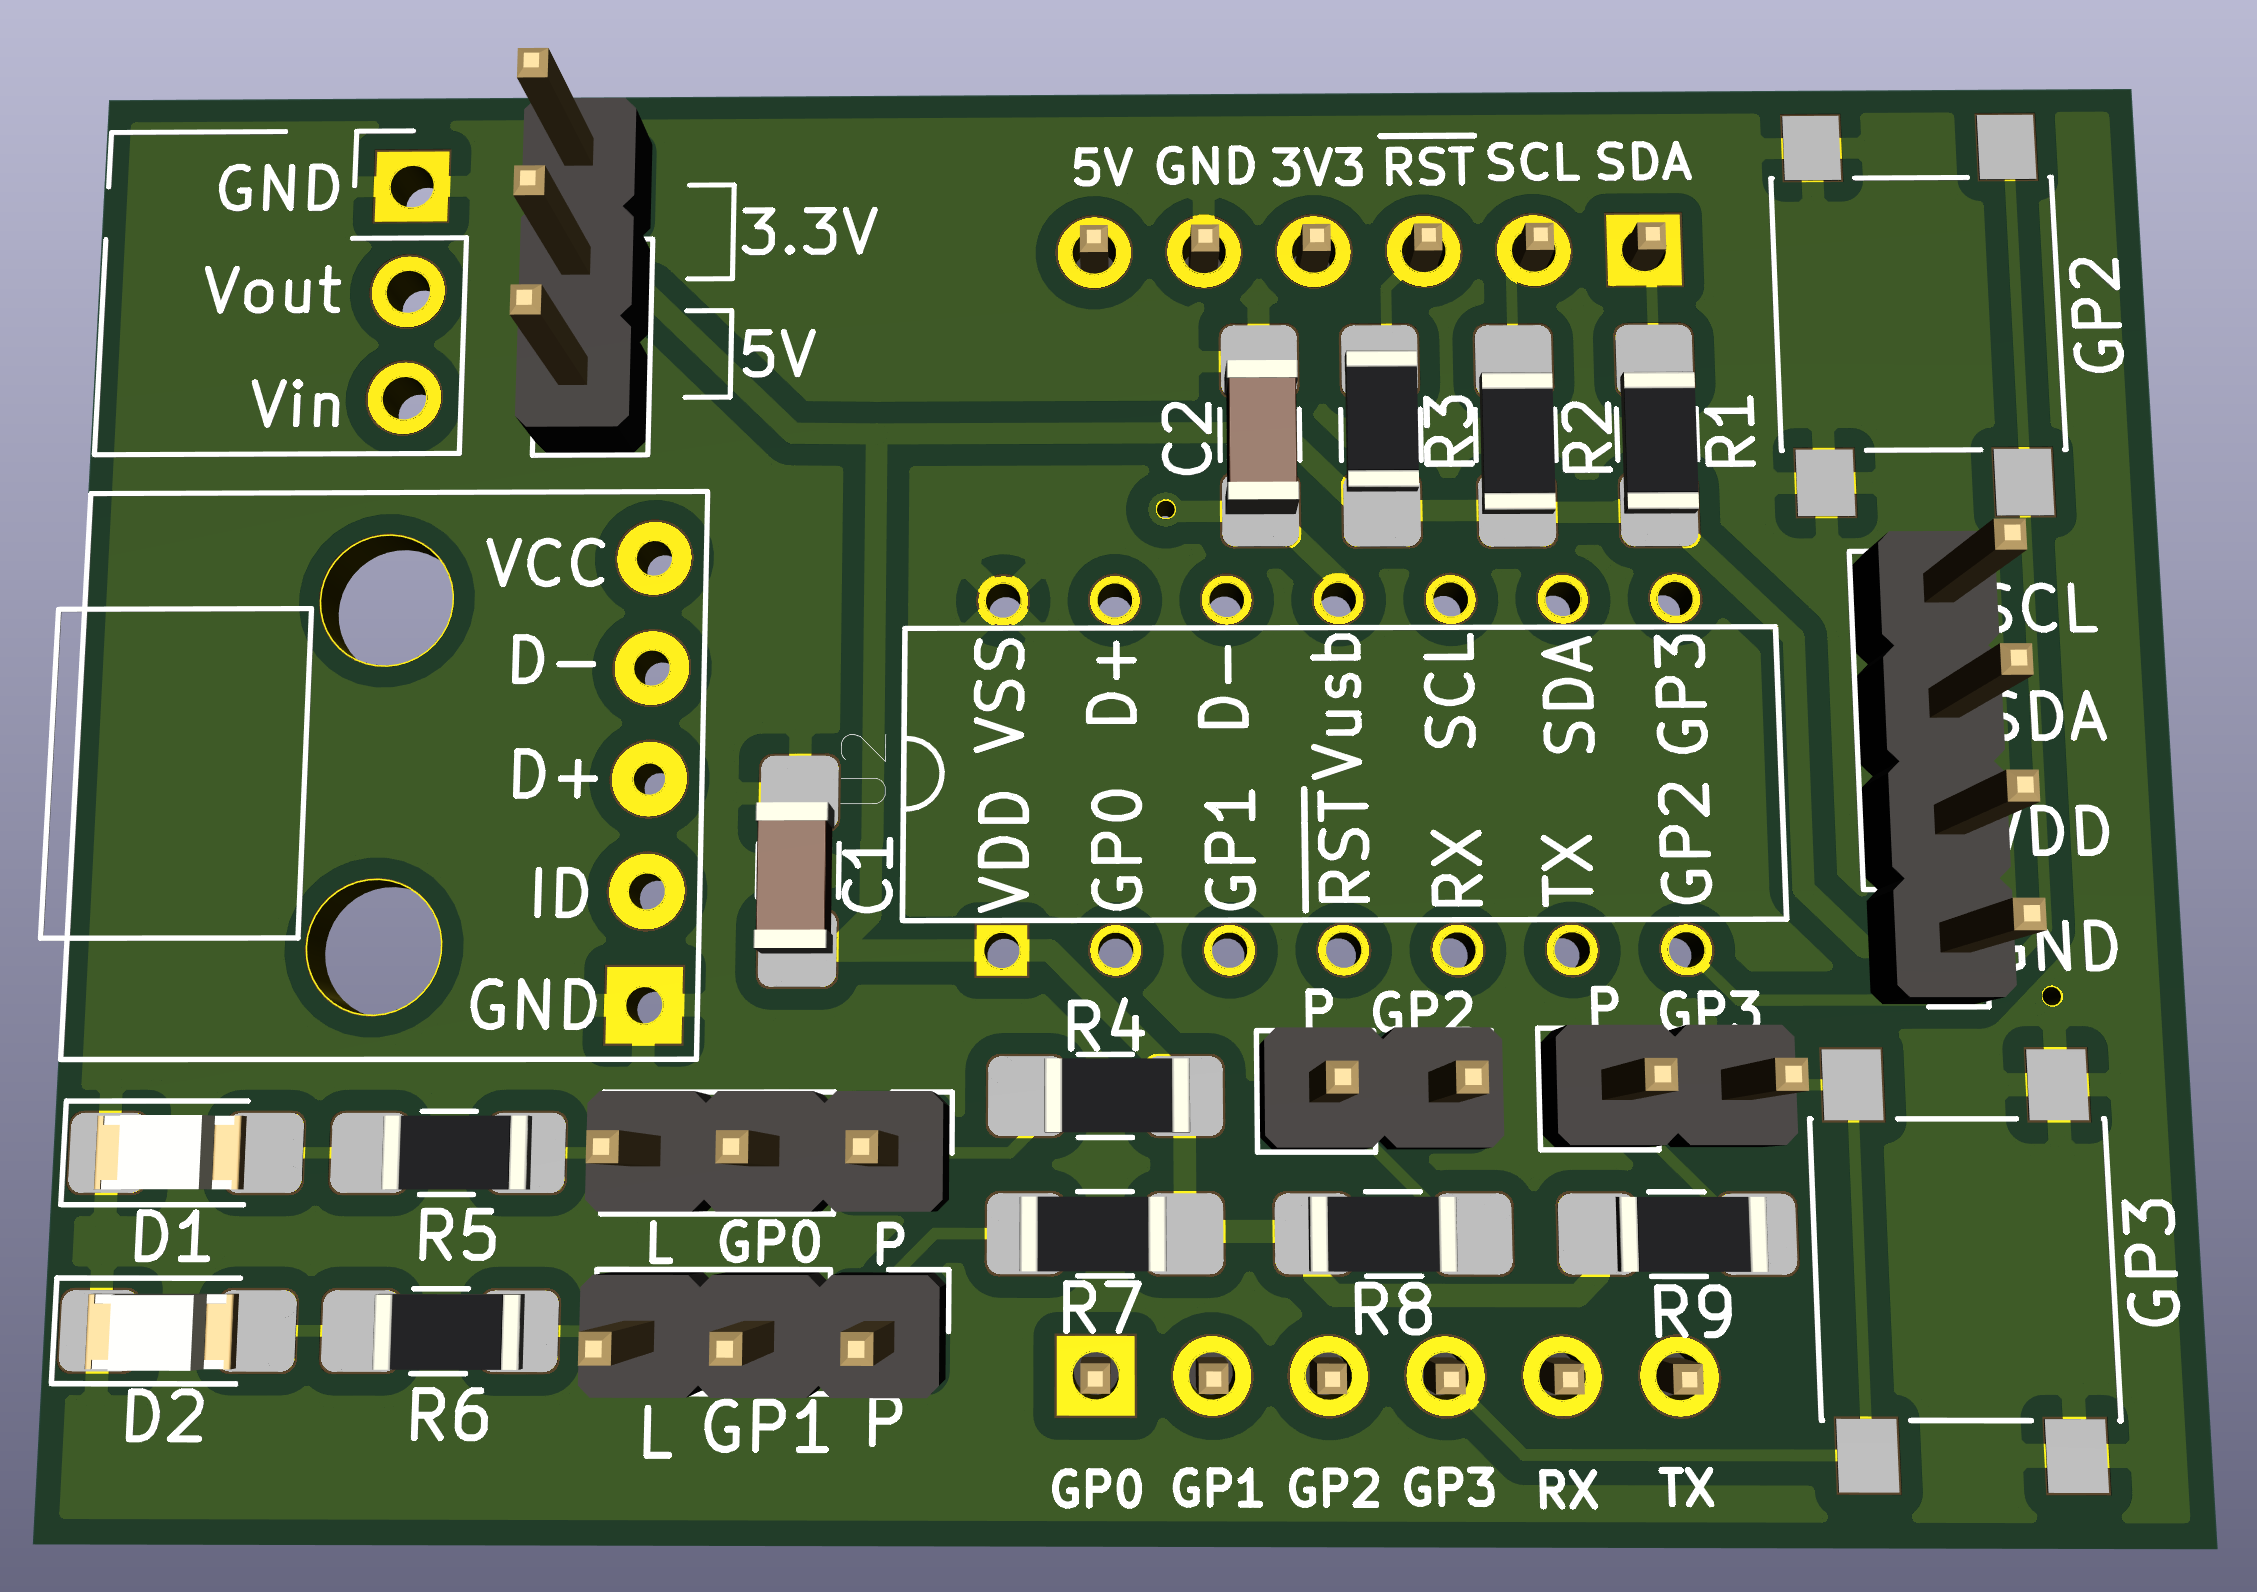 GND
Vout
Vin
3.3V
5V
5V GND 3V3 RST SCL SDA
GP2
C2 R3 R2 R1
VCC
D-
D+
ID
GND
U2
C1
VSS D+ D- Vusb SCL SDA GP3
VDD GP0 GP1 RST RX TX GP2
SCL
SDA
VDD
GND
R4
P GP2
P GP3
D1 R5
L GP0 P
D2 R6
L GP1 P
R7 R8 R9
GP3
GP0 GP1 GP2 GP3 RX TX